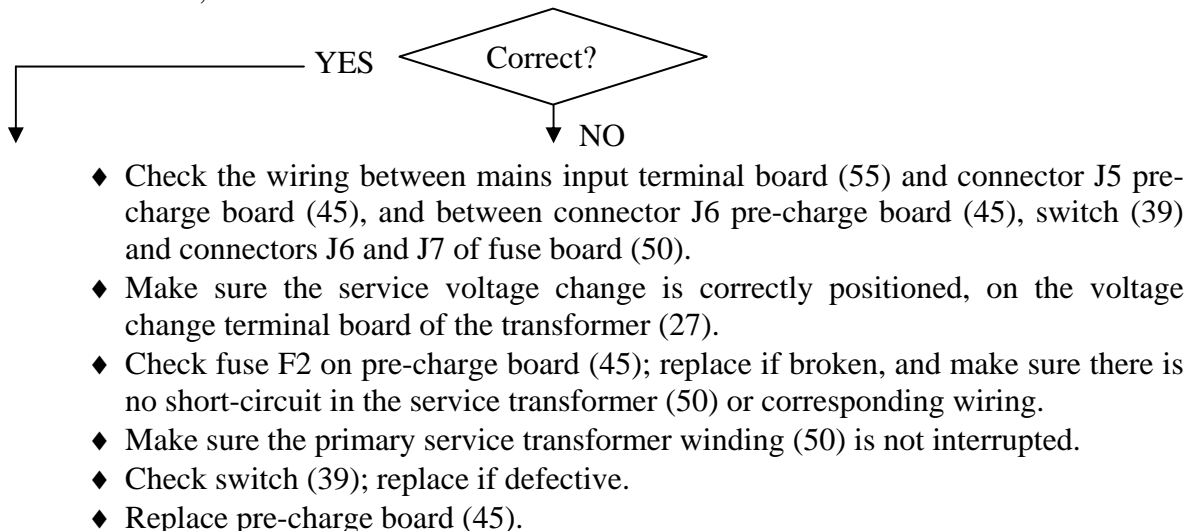 YES Correct?
NO
♦ Check the wiring between mains input terminal board (55) and connector J5 pre-
charge board (45), and between connector J6 pre-charge board (45), switch (39)
and connectors J6 and J7 of fuse board (50).
♦ Make sure the service voltage change is correctly positioned, on the voltage
change terminal board of the transformer (27).
♦ Check fuse F2 on pre-charge board (45); replace if broken, and make sure there is
no short-circuit in the service transformer (50) or corresponding wiring.
♦ Make sure the primary service transformer winding (50) is not interrupted.
♦ Check switch (39); replace if defective.
♦ Replace pre-charge board (45).